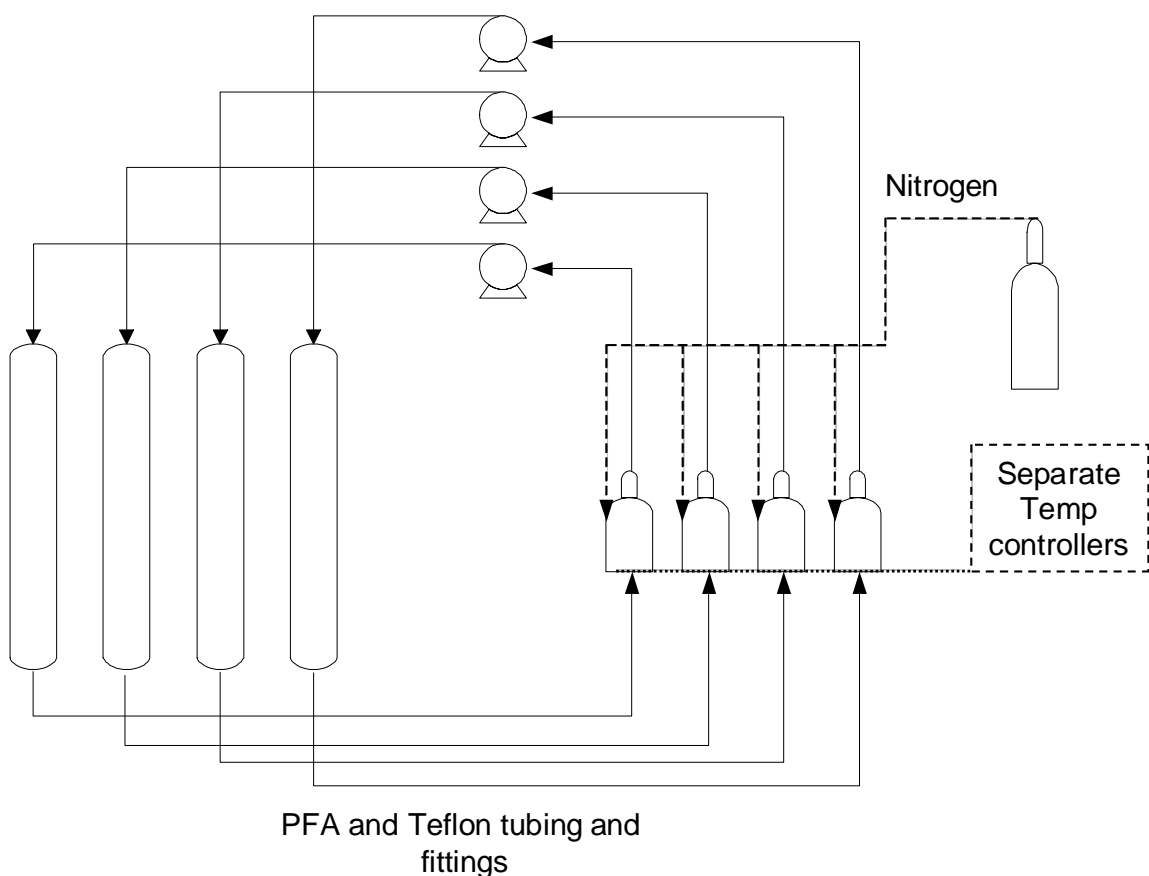 Nitrogen
Separate
Temp
controllers
PFA and Teflon tubing and
fittings